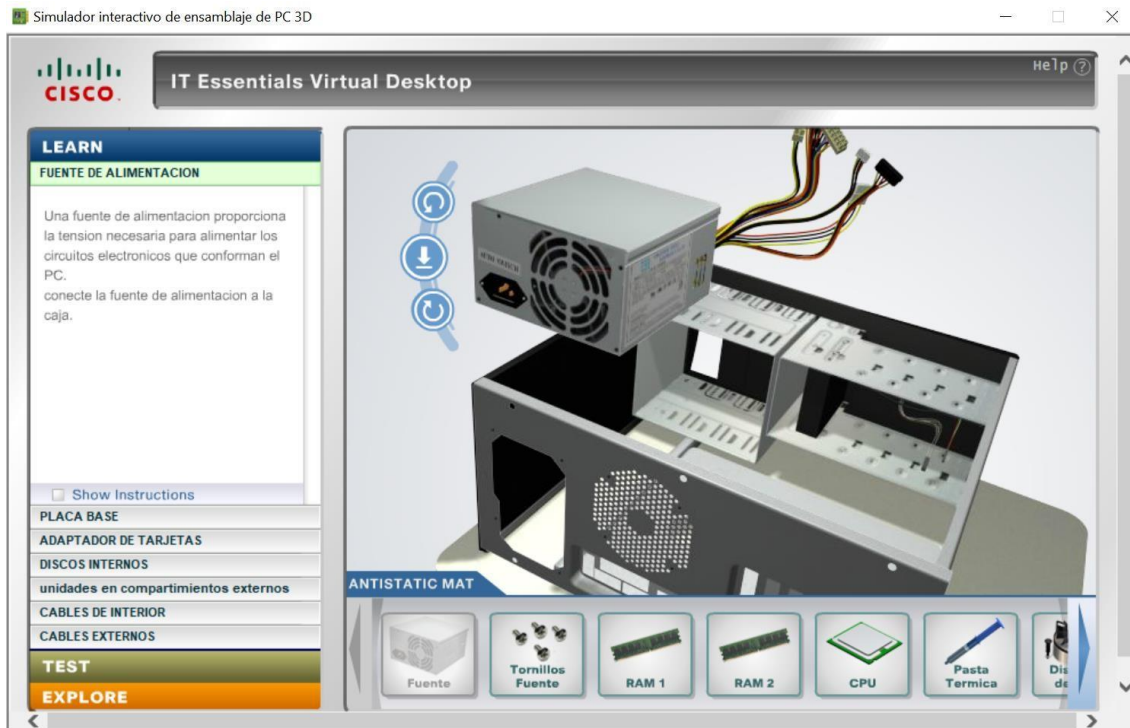 Simulador interactivo de ensamblaje de PC 3D
CISCO
IT Essentials Virtual Desktop
Help ?
LEARN
FUENTE DE ALIMENTACION
Una fuente de alimentacion proporciona
la tension necesaria para alimentar los
circuitos electronicos que conforman el
PC.
conecte la fuente de alimentacion a la
caja.
Show Instructions
PLACA BASE
ADAPTADOR DE TARJETAS
DISCOS INTERNOS
unidades en compartimientos externos
CABLES DE INTERIOR
CABLES EXTERNOS
TEST
EXPLORE
ANTISTATIC MAT
Fuente
Tornillos
Fuente
RAM 1
RAM 2
CPU
Pasta
Termica